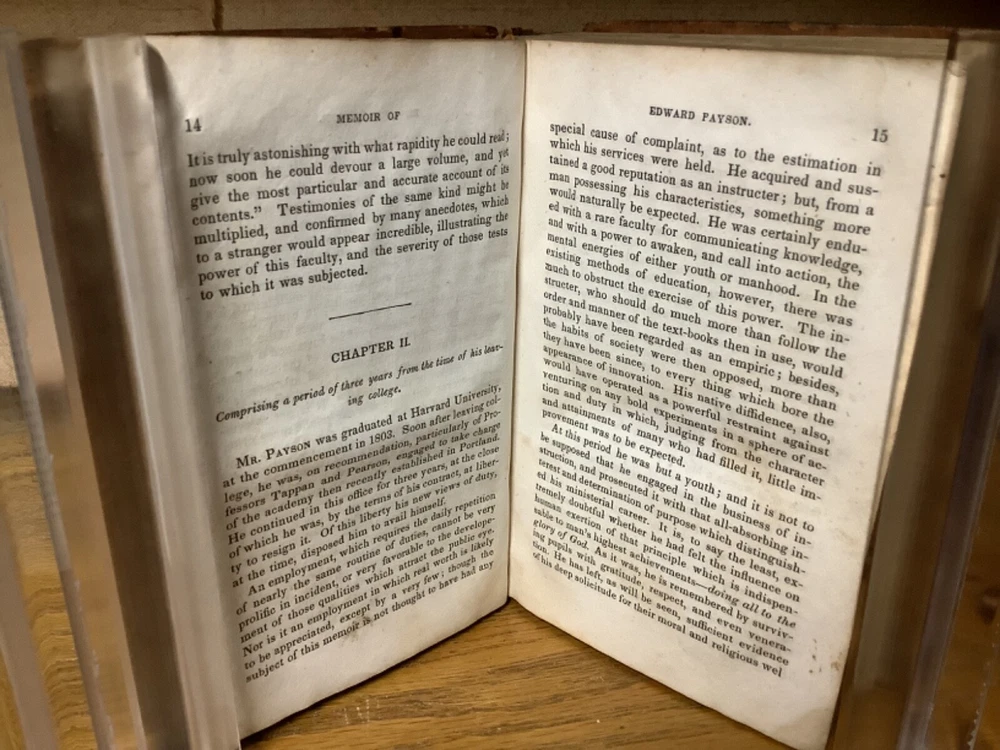 14
MEMOIR OF
It is truly astonishing with what rapidity he could read;
now soon he could devour a large volume, and yet
give the most particular and accurate account of its
contents." Testimonies of the same kind might be
multiplied, and confirmed by many anecdotes, which
to a stranger would appear incredible, illustrating the
power of this faculty, and the severity of those tests
to which it was subjected.
CHAPTER II.
Comprising a period of three years from the time of his leav-
ing college.
MR. PAYSON was graduated at Harvard University,
at the commencement in 1803. Soon after leaving col-
lege, he was, on recommendation, particularly of Pro-
fessors Tappan and Pearson, engaged to take charge
of the academy then recently established in Portland.
He continued in this office for three years, at the close
of which he was, by the terms of his contract, at liber-
ty to resign it. Of this liberty his new views of duty,
at the time, disposed him to avail himself.
An employment, which requires the daily repetition
of nearly the same routine of duties, cannot be very
prolific in incident, or very favorable to the develope-
ment of those qualities which attract the public eye.
Nor is it an employment in which real worth is likely
to be appreciated, except by a very few; though the
subject of this memoir is not thought to have had any
EDWARD PAYSON.
15
special cause of complaint, as to the estimation in
which his services were held. He acquired and sus-
tained a good reputation as an instructer; but, from a
man possessing his characteristics, something more
would naturally be expected. He was certainly endu-
ed with a rare faculty for communicating knowledge,
and with a power to awaken, and call into action, the
mental energies of either youth or manhood. In the
existing methods of education, however, there was
much to obstruct the exercise of this power. The in-
structer, who should do much more than follow the
order and manner of the text-books then in use, would
probably have been regarded as an empiric; besides,
the habits of society were then opposed, more than
they have been since, to every thing which bore the
appearance of innovation. His native diffidence, also,
would have operated as a powerful restraint against
venturing on any bold experiments in a sphere of ac-
tion and duty in which, judging from the character
and attainments of many who had filled it, little im-
provement was to be expected.
At this period he was but a youth; and it is not to
be supposed that he engaged in the business of in-
struction, and prosecuted it with that all-absorbing in-
terest and determination of purpose which distinguish-
ed his ministerial career. It is, to say the least, ex-
tremely doubtful whether he had felt the influence on
human exertion of that principle which is indispen-
sable to man's highest achievements—doing all to the
glory of God. As it was, he is remembered by surviv-
ing pupils with gratitude, respect, and even venera-
tion. He has left, as will be seen, sufficient evidence
of his deep solicitude for their moral and religious wel